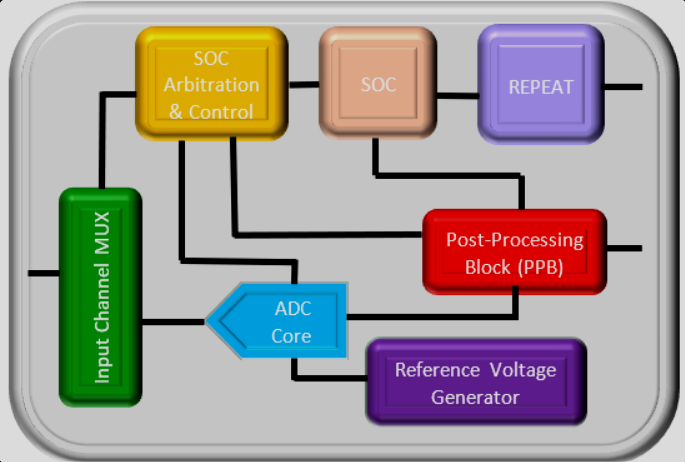 SOC
Arbitration
& Control
SOC
REPEAT
Input Channel MUX
Post-Processing
Block (PPB)
ADC
Core
Reference Voltage
Generator